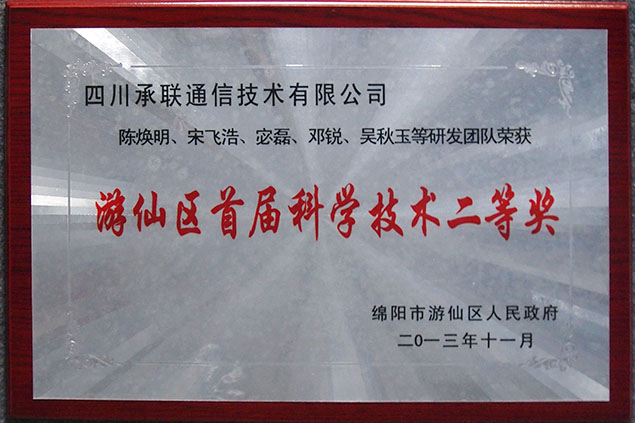 四川承联通信技术有限公司
陈焕明、宋飞浩、宓磊、邓锐、吴秋玉等研发团队荣获
游仙区首届科学技术二等奖
绵阳市游仙区人民政府
二0一三年十一月